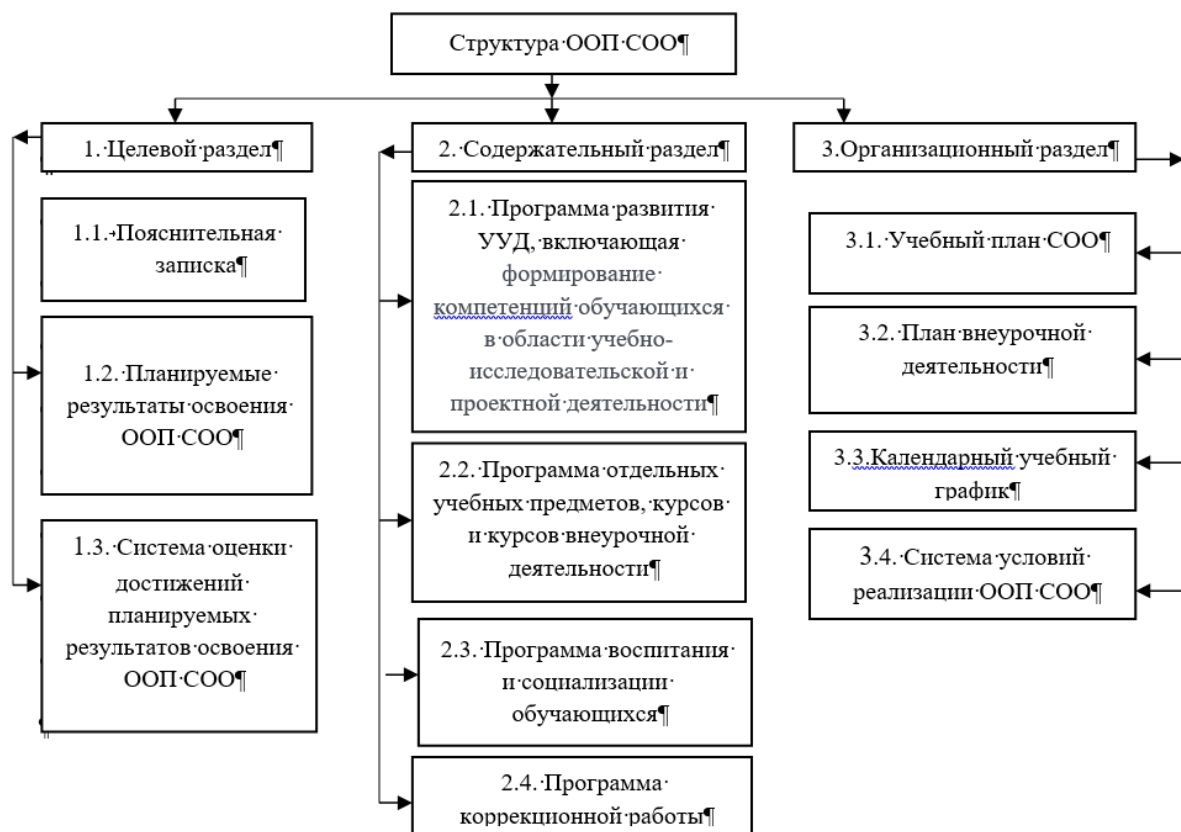 Структура·ООП·СОО¶
1.·Целевой·раздел¶
¶
1.1.·Пояснительная·
записка¶
1.2.·Планируемые·
результаты·освоения·
ООП·СОО¶
1.3.·Система·оценки·
достижений·
планируемых·
результатов·освоения·
ООП·СОО¶
¶
2.·Содержательный·раздел¶
2.1.·Программа·развития·
УУД,·включающая·
формирование·
компетенций·обучающихся·
в·области·учебно-
исследовательской·и·
проектной·деятельности¶
2.2.·Программа·отдельных·
учебных·предметов,·курсов·
и·курсов·внеурочной·
деятельности¶
2.3.·Программа·воспитания·
и·социализации·
обучающихся¶
2.4.·Программа·
коррекционной·работы¶
3.Организационный·раздел¶
3.1.·Учебный·план·СОО¶
3.2.·План·внеурочной·
деятельности¶
3.3.Календарный·учебный·
график¶
3.4.·Система·условий·
реализации·ООП·СОО¶